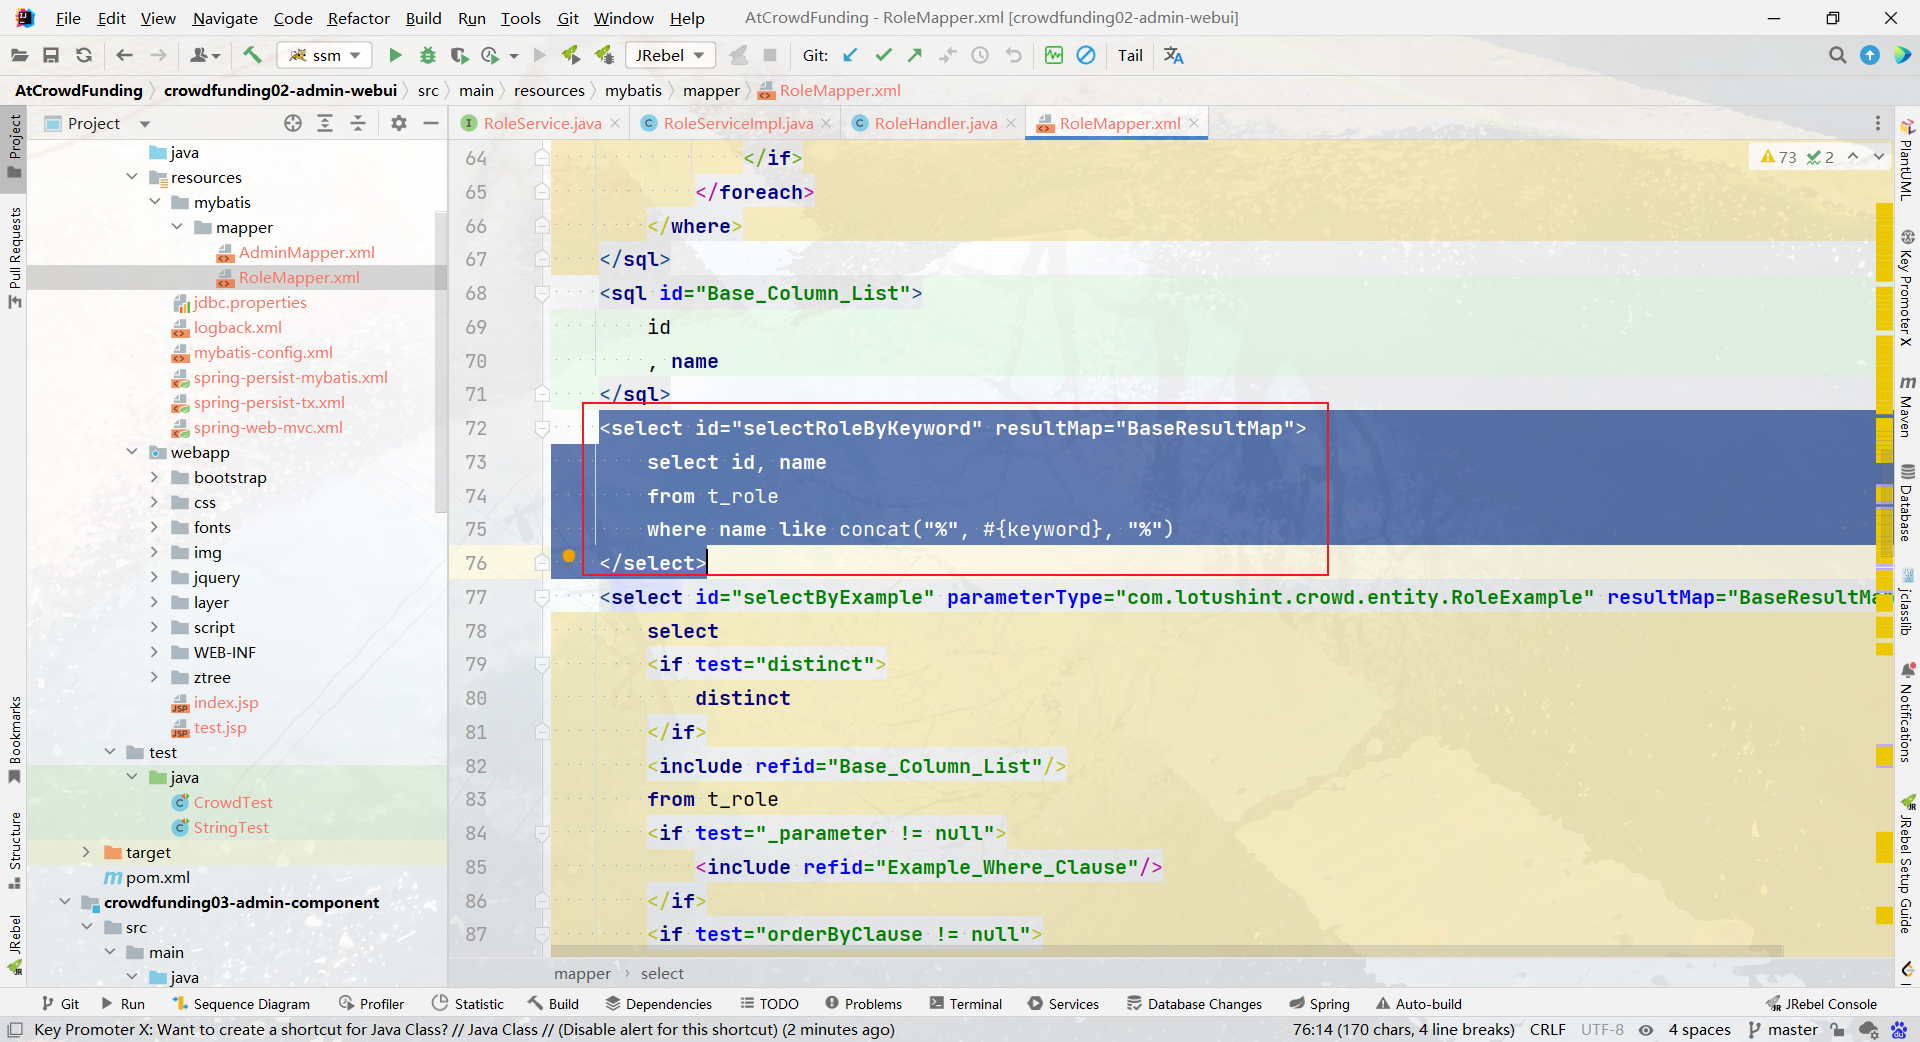 File Edit View Navigate Code Refactor Build Run Tools Git Window Help AtCrowdFunding - RoleMapper.xml [crowdfunding02-admin-webui]
ssm JRebel Git: Tail
AtCrowdFunding crowdfunding02-admin-webui src main resources mybatis mapper RoleMapper.xml
Project
RoleService.java RoleServiceImpl.java RoleHandler.java RoleMapper.xml
73 2
java
resources
mybatis
mapper
AdminMapper.xml
RoleMapper.xml
jdbc.properties
logback.xml
mybatis-config.xml
spring-persist-mybatis.xml
spring-persist-tx.xml
spring-web-mvc.xml
webapp
bootstrap
css
fonts
img
jquery
layer
script
WEB-INF
ztree
index.jsp
test.jsp
test
java
CrowdTest
StringTest
target
pom.xml
crowdfunding03-admin-component
src
main
java
64 </if>
65 </foreach>
66 </where>
67 </sql>
68 <sql id="Base_Column_List">
69 id
70 , name
71 </sql>
72 <select id="selectRoleByKeyword" resultMap="BaseResultMap">
73 select id, name
74 from t_role
75 where name like concat("%", #{keyword}, "%")
76 </select>
77 <select id="selectByExample" parameterType="com.lotushint.crowd.entity.RoleExample" resultMap="BaseResultMa
78 select
79 <if test="distinct">
80 distinct
81 </if>
82 <include refid="Base_Column_List"/>
83 from t_role
84 <if test="_parameter != null">
85 <include refid="Example_Where_Clause"/>
86 </if>
87 <if test="orderByClause != null">
mapper › select
Project
Pull Requests
Bookmarks
Structure
JRebel
PlantUML
Key Promoter X
Maven
Database
jclasslib
Notifications
JRebel Setup Guide
Git Run Sequence Diagram Profiler Statistic Build Dependencies TODO Problems Terminal Services Database Changes Spring Auto-build JRebel Console
Key Promoter X: Want to create a shortcut for Java Class? // Java Class // (Disable alert for this shortcut) (2 minutes ago) 76:14 (170 chars, 4 line breaks) CRLF UTF-8 4 spaces master